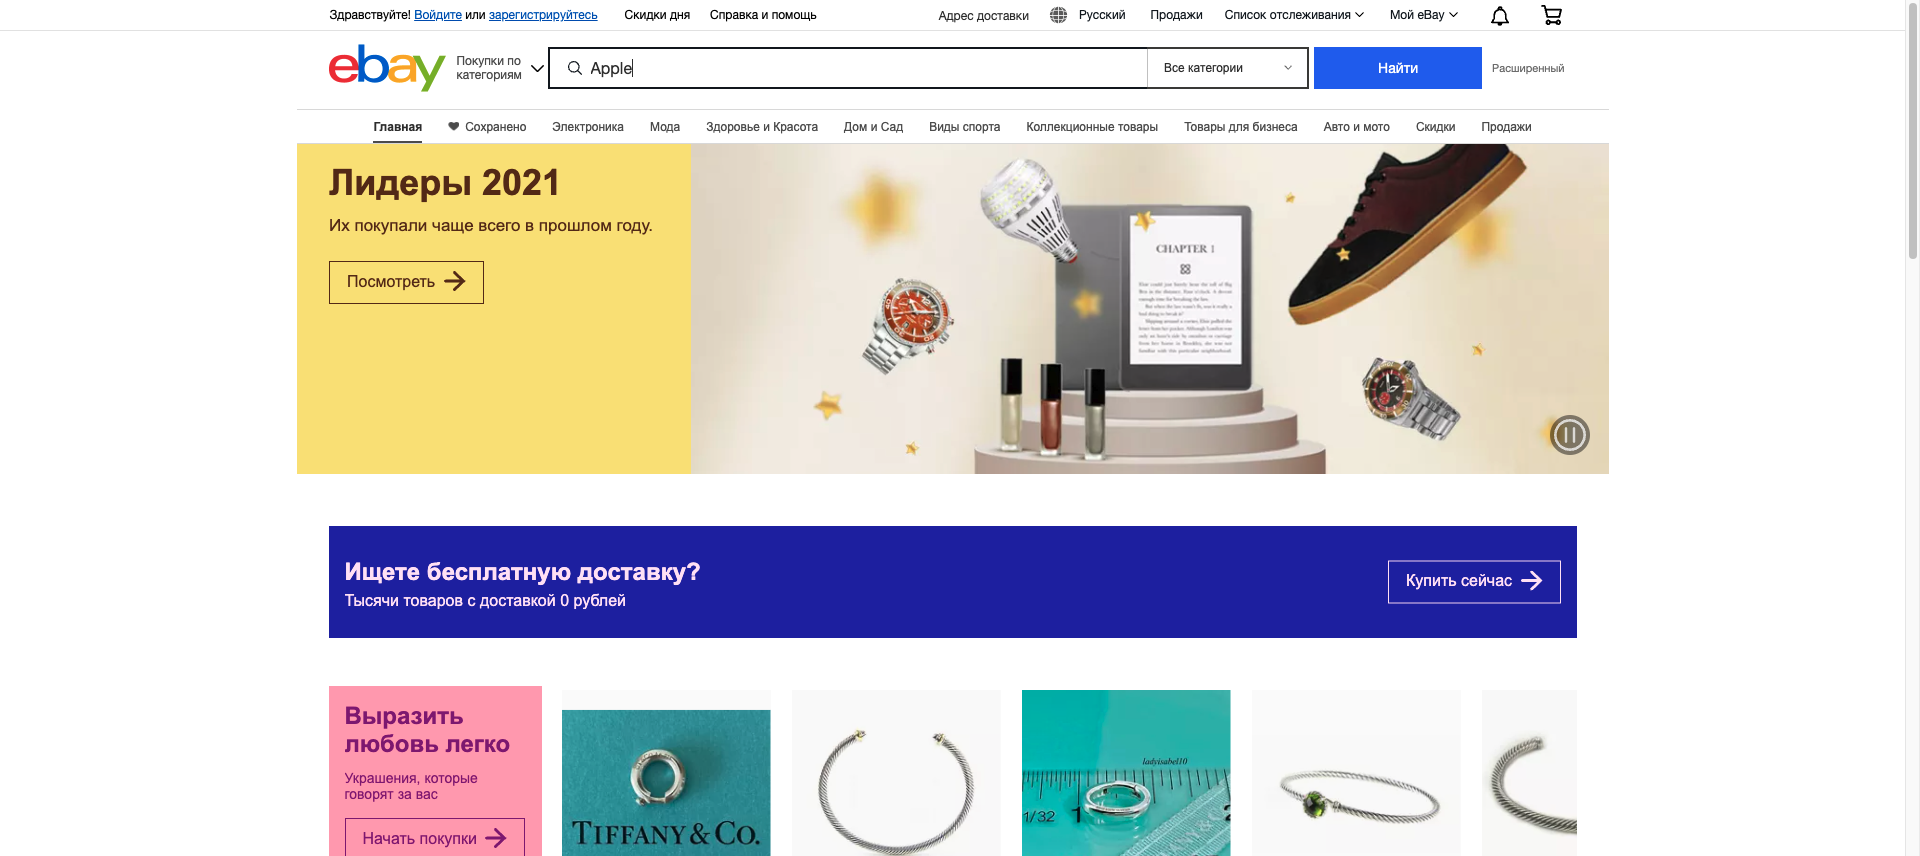 Здравствуйте! Войдите или зарегистрируйтесь Скидки дня Справка и помощь Адрес доставки Русский Продажи Список отслеживания Мой eBay
ebay
Покупки по
категориям
Apple
Все категории
Найти
Расширенный
Главная Сохранено Электроника Мода Здоровье и Красота Дом и Сад Виды спорта Коллекционные товары Товары для бизнеса Авто и мото Скидки Продажи
Лидеры 2021
Их покупали чаще всего в прошлом году.
Посмотреть
CHAPTER 1
Ищете бесплатную доставку?
Тысячи товаров с доставкой 0 рублей
Купить сейчас
Выразить
любовь легко
Украшения, которые
говорят за вас
Начать покупки
TIFFANY & CO.
ladyisabel10
1/32 1